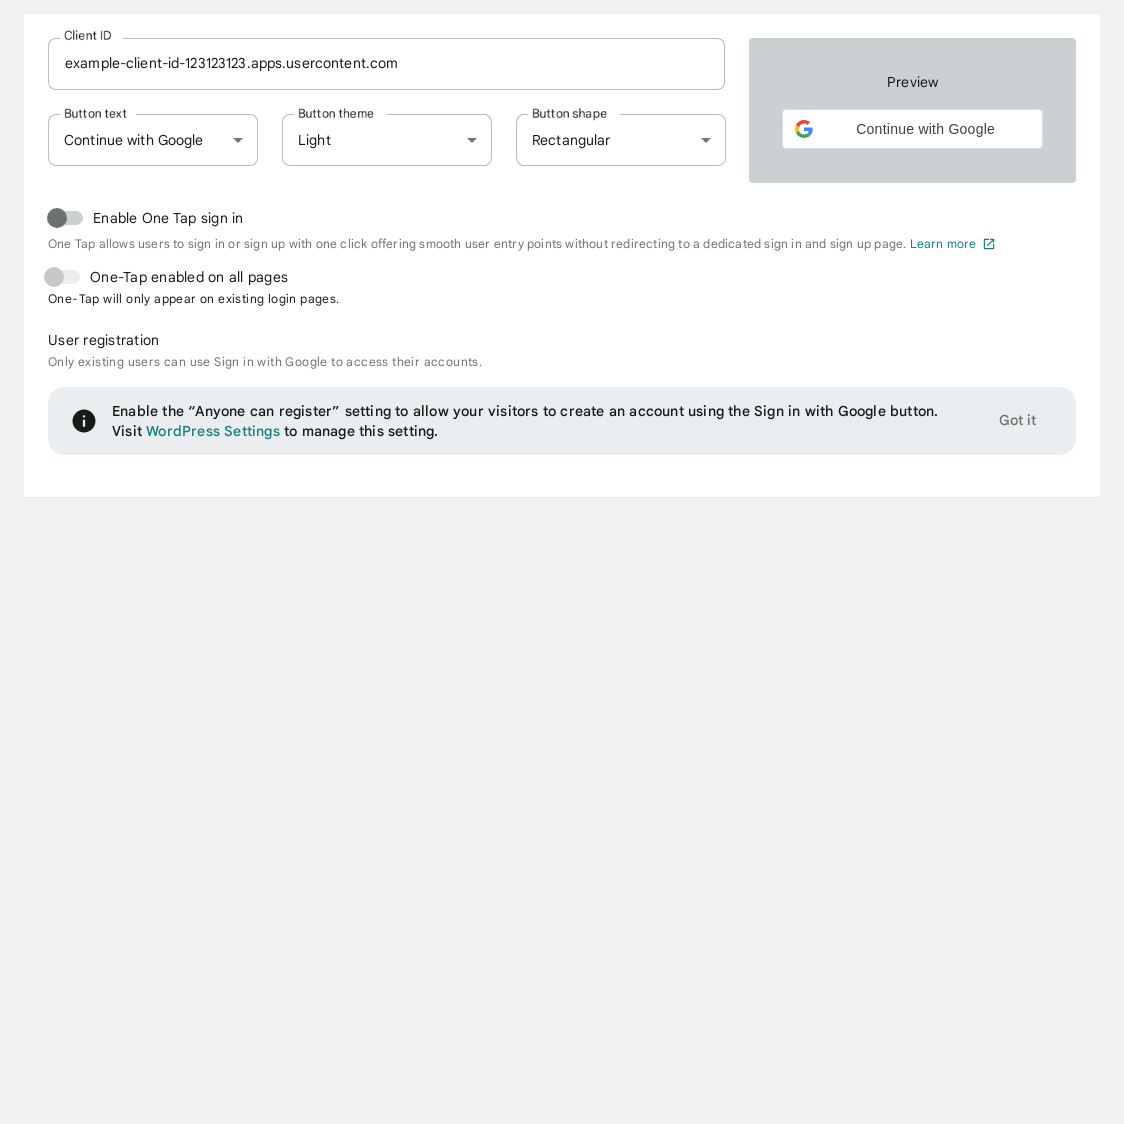 Client ID
example-client-id-123123123.apps.usercontent.com
Button text
Continue with Google
Button theme
Light
Button shape
Rectangular
Preview
Continue with Google
Enable One Tap sign in
One Tap allows users to sign in or sign up with one click offering smooth user entry points without redirecting to a dedicated sign in and sign up page. Learn more
One-Tap enabled on all pages
One-Tap will only appear on existing login pages.
User registration
Only existing users can use Sign in with Google to access their accounts.
Enable the “Anyone can register” setting to allow your visitors to create an account using the Sign in with Google button.
Visit WordPress Settings to manage this setting.
Got it